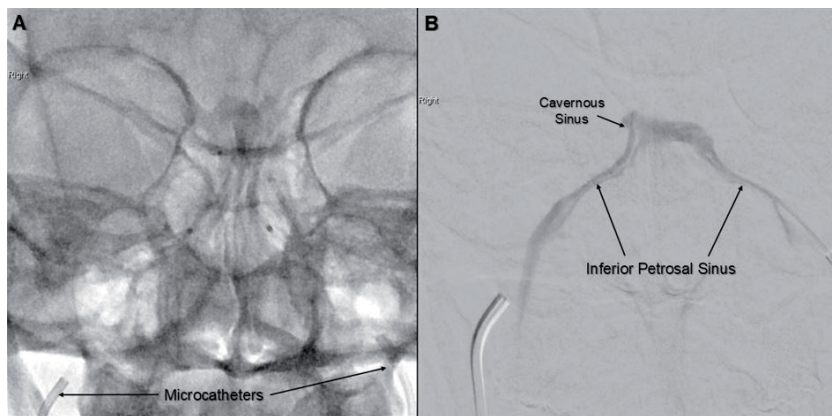 A
Right
Microcatheters
B
Right
Cavernous
Sinus
Inferior Petrosal Sinus